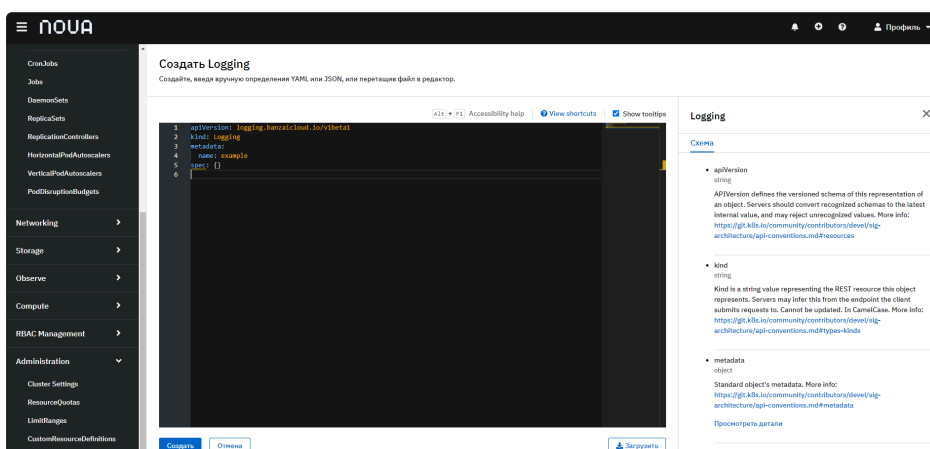 NOVA
Профиль
CronJobs
Jobs
DaemonSets
ReplicaSets
ReplicationControllers
HorizontalPodAutoscalers
VerticalPodAutoscalers
PodDisruptionBudgets
Networking
Storage
Observe
Compute
RBAC Management
Administration
Cluster Settings
ResourceQuotas
LimitRanges
CustomResourceDefinitions
Создать Logging
Создайте, введя вручную определения YAML или JSON, или перетащив файл в редактор.
Alt + F1 Accessibility help View shortcuts Show tooltips
1 apiVersion: logging.banzaicloud.io/v1beta1
2 kind: Logging
3 metadata:
4 name: example
5 spec: {}
6
Создать Отмена Загрузить
Logging
Схема
apiVersion
string
APIVersion defines the versioned schema of this representation of
an object. Servers should convert recognized schemas to the latest
internal value, and may reject unrecognized values. More info:
https://git.k8s.io/community/contributors/devel/sig-
architecture/api-conventions.md#resources
kind
string
Kind is a string value representing the REST resource this object
represents. Servers may infer this from the endpoint the client
submits requests to. Cannot be updated. In CamelCase. More info:
https://git.k8s.io/community/contributors/devel/sig-
architecture/api-conventions.md#types-kinds
metadata
object
Standard object's metadata. More info:
https://git.k8s.io/community/contributors/devel/sig-
architecture/api-conventions.md#metadata
Просмотреть детали